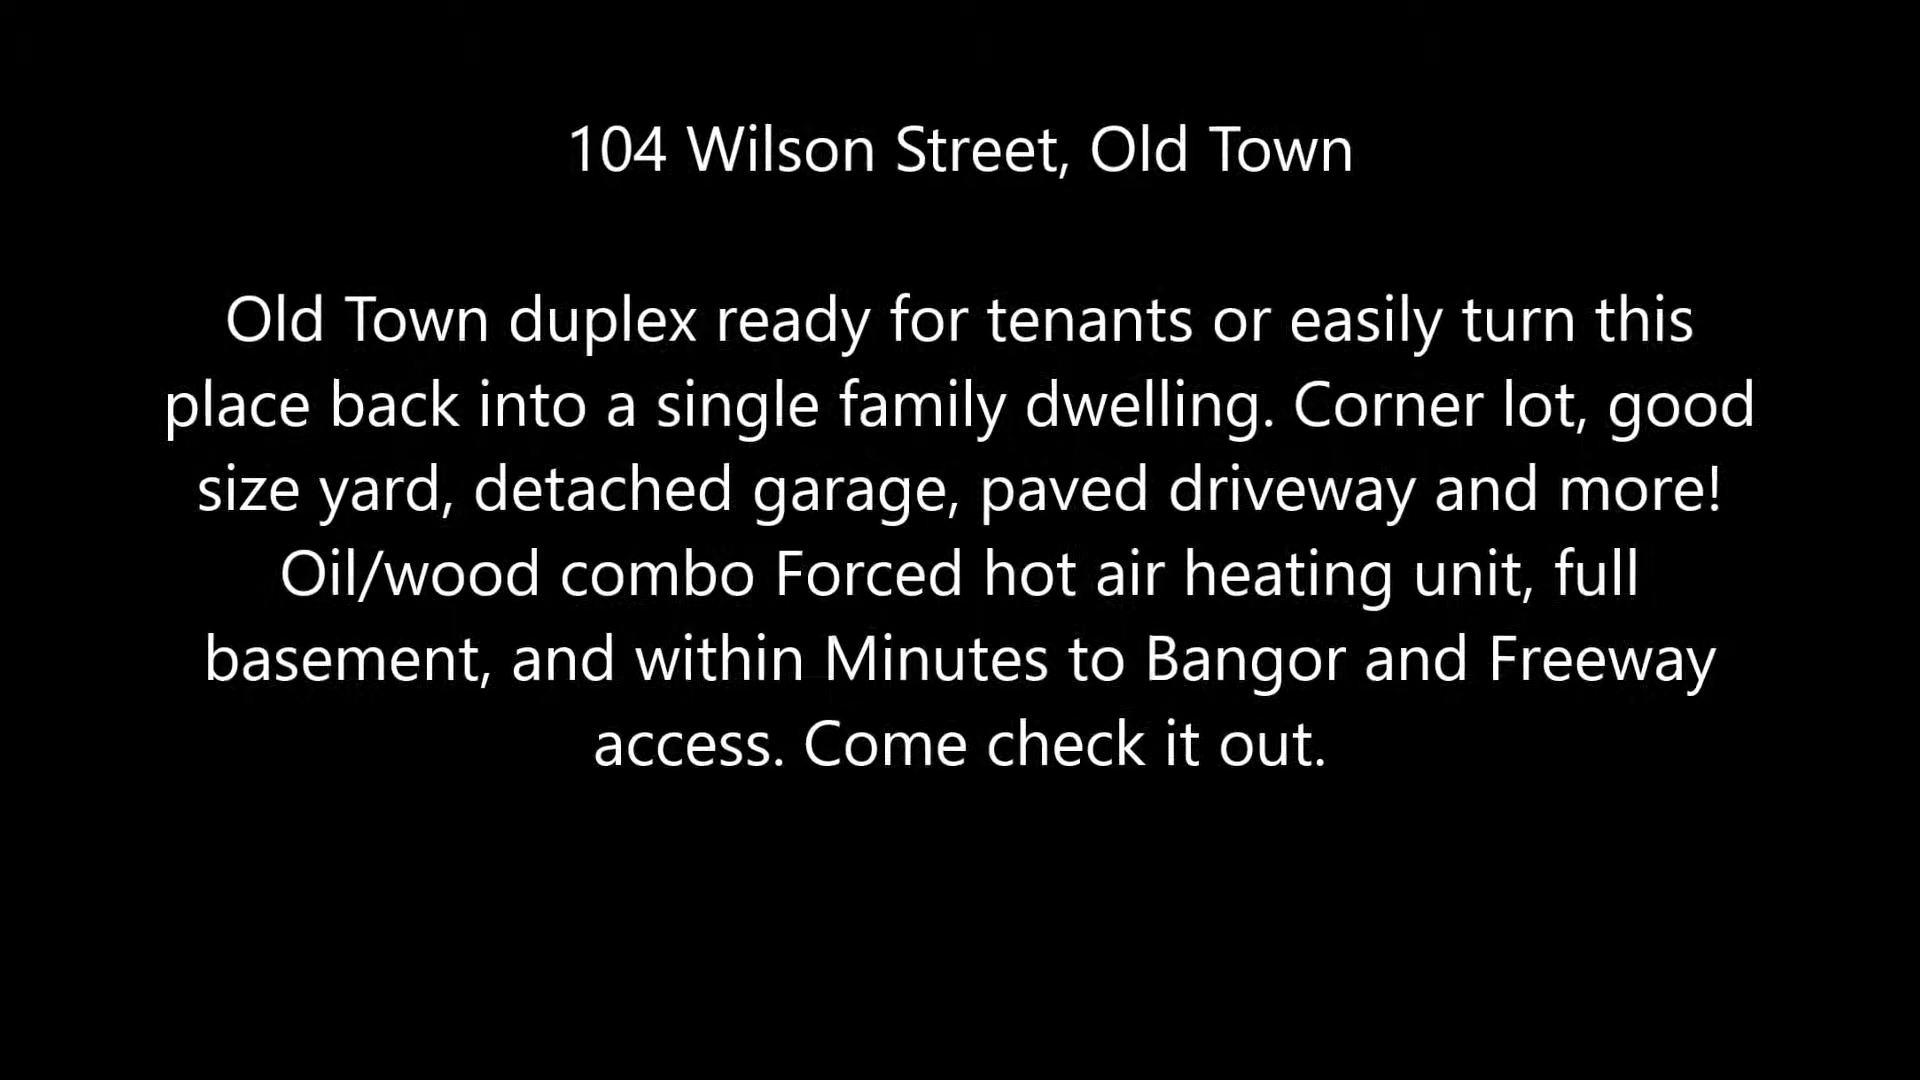 104 Wilson Street, Old Town
Old Town duplex ready for tenants or easily turn this
place back into a single family dwelling. Corner lot, good
size yard, detached garage, paved driveway and more!
Oil/wood combo Forced hot air heating unit, full
basement, and within Minutes to Bangor and Freeway
access. Come check it out.